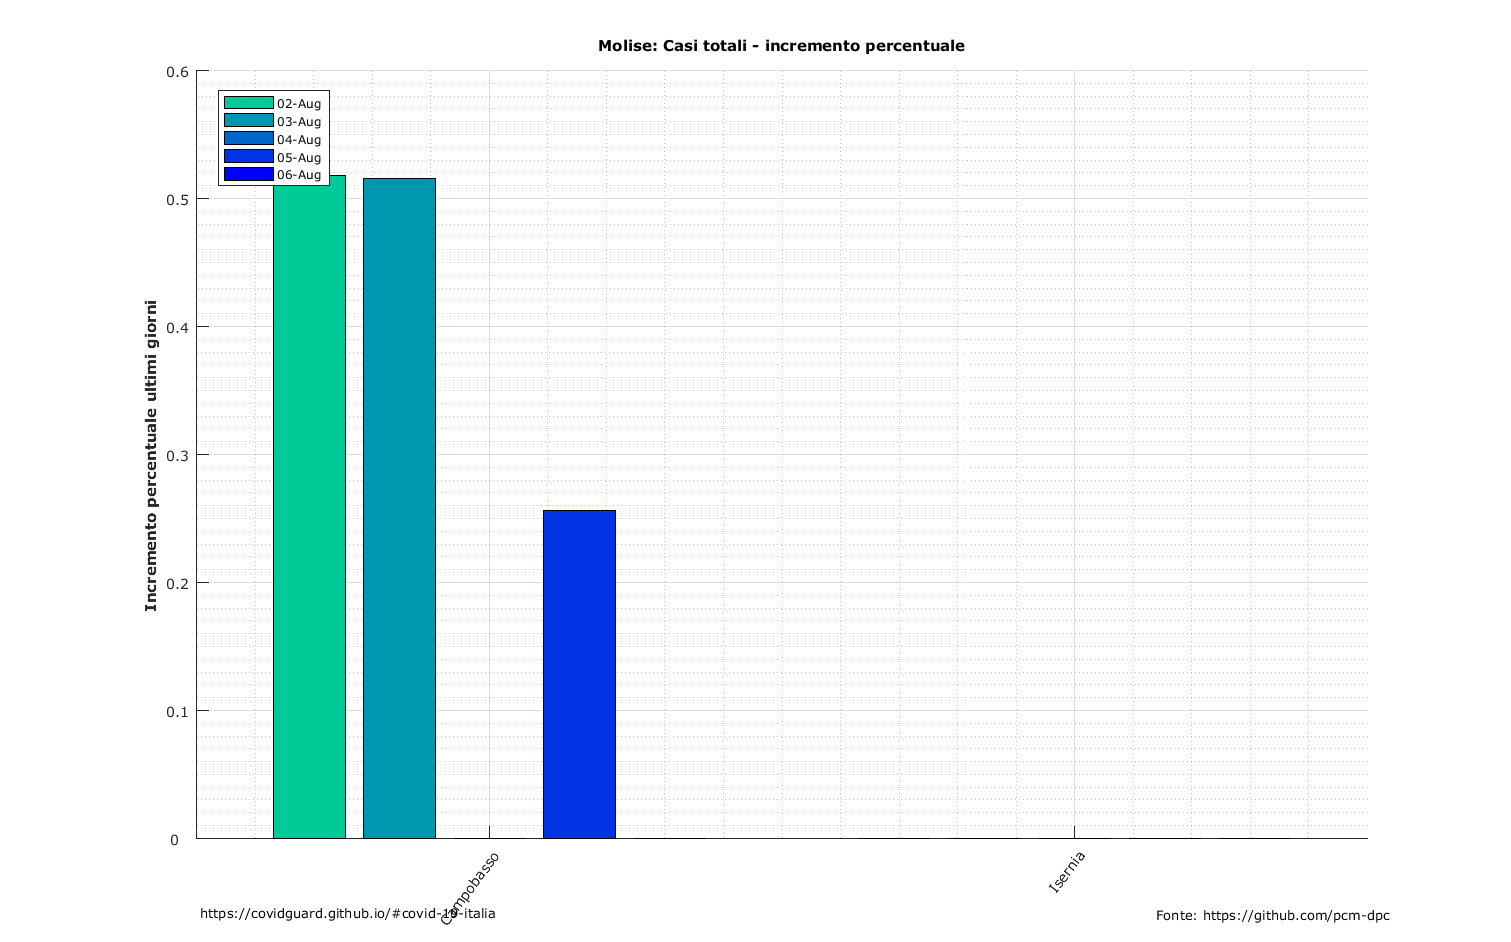 Molise: Casi totali - incremento percentuale
0.6
0.5
0.4
0.3
0.2
0.1
0
Incremento percentuale ultimi giorni
02-Aug
03-Aug
04-Aug
05-Aug
06-Aug
Campobasso
Isernia
https://covidguard.github.io/#covid-19-italia
Fonte: https://github.com/pcm-dpc